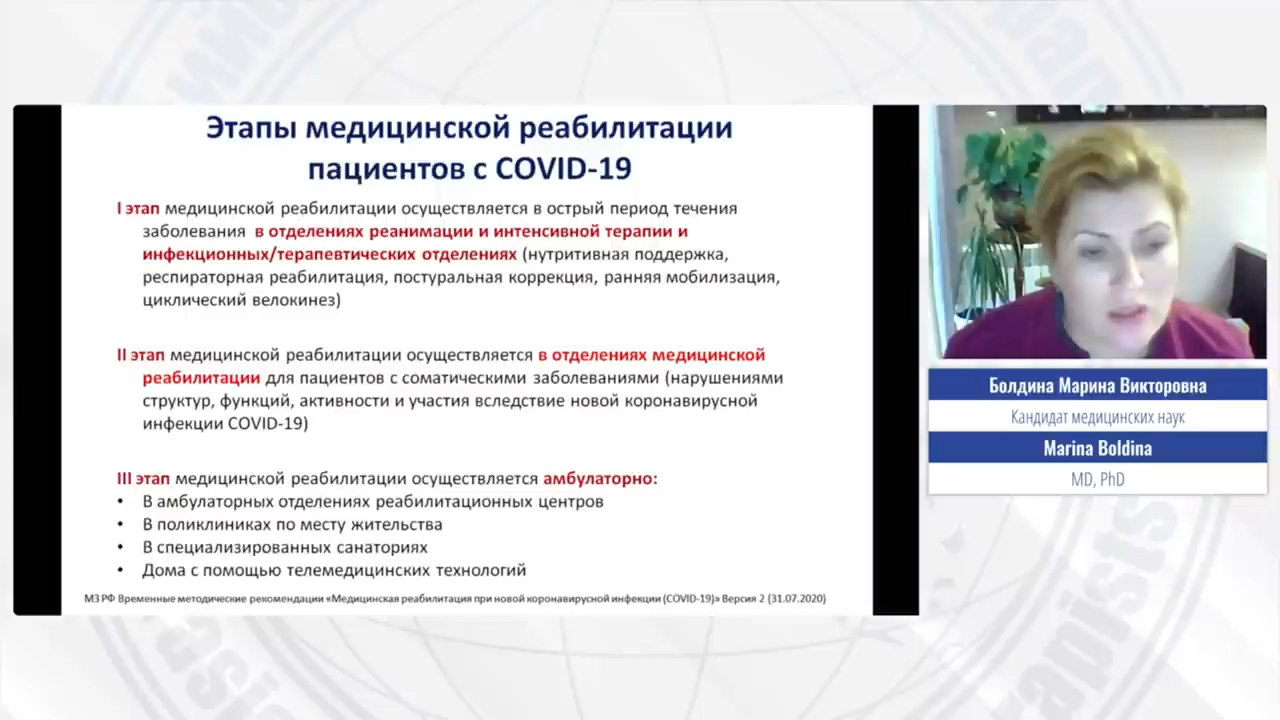 Этапы медицинской реабилитации
пациентов с COVID-19
I этап медицинской реабилитации осуществляется в острый период течения
заболевания в отделениях реанимации и интенсивной терапии и
инфекционных/терапевтических отделениях (нутритивная поддержка,
респираторная реабилитация, постуральная коррекция, ранняя мобилизация,
циклический велокинез)
II этап медицинской реабилитации осуществляется в отделениях медицинской
реабилитации для пациентов с соматическими заболеваниями (нарушениями
структур, функций, активности и участия вследствие новой коронавирусной
инфекции COVID-19)
III этап медицинской реабилитации осуществляется амбулаторно:
• В амбулаторных отделениях реабилитационных центров
• В поликлиниках по месту жительства
• В специализированных санаториях
• Дома с помощью телемедицинских технологий
МЗ РФ Временные методические рекомендации «Медицинская реабилитация при новой коронавирусной инфекции (COVID-19)» Версия 2 (31.07.2020)
Болдина Марина Викторовна
Кандидат медицинских наук
Marina Boldina
MD, PhD